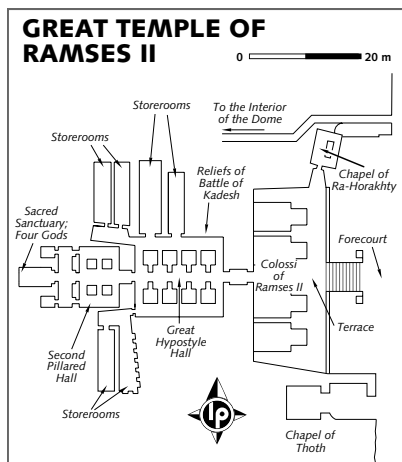 GREAT TEMPLE OF
RAMSES II
0 20 m
To the Interior
of the Dome
Storerooms
Storerooms
Reliefs of
Battle of
Kadesh
Chapel of
Ra-Horakhty
Sacred
Sanctuary;
Four Gods
Forecourt
Colossi
of
Ramses II
Terrace
Great
Hypostyle
Hall
Second
Pillared
Hall
Storerooms
lp
Chapel of
Thoth